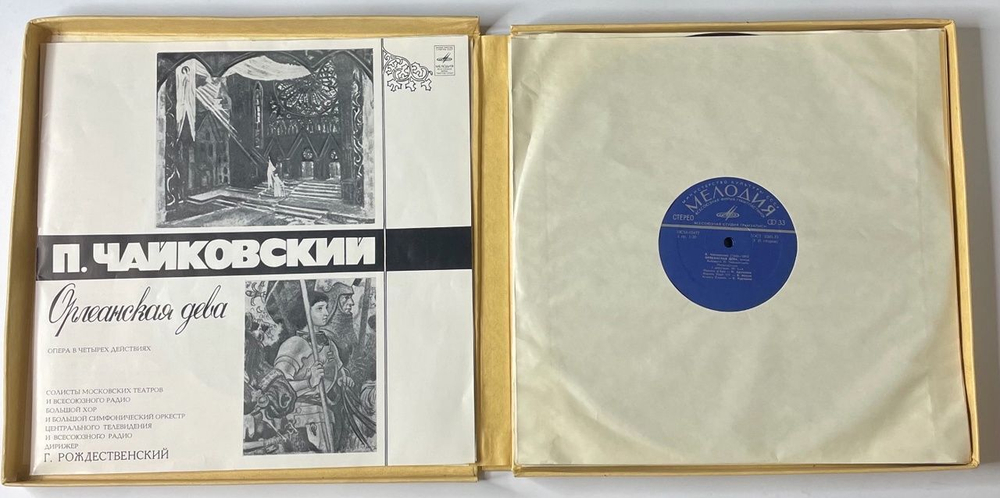 П. ЧАЙКОВСКИЙ
Орлеанская дева
ОПЕРА В ЧЕТЫРЕХ ДЕЙСТВИЯХ
СОЛИСТЫ МОСКОВСКИХ ТЕАТРОВ
И ВСЕСОЮЗНОГО РАДИО
БОЛЬШОЙ ХОР
И БОЛЬШОЙ СИМФОНИЧЕСКИЙ ОРКЕСТР
ЦЕНТРАЛЬНОГО ТЕЛЕВИДЕНИЯ
И ВСЕСОЮЗНОГО РАДИО
ДИРИЖЕР
Г. РОЖДЕСТВЕНСКИЙ
МЕЛОДИЯ
СТЕРЕО
33